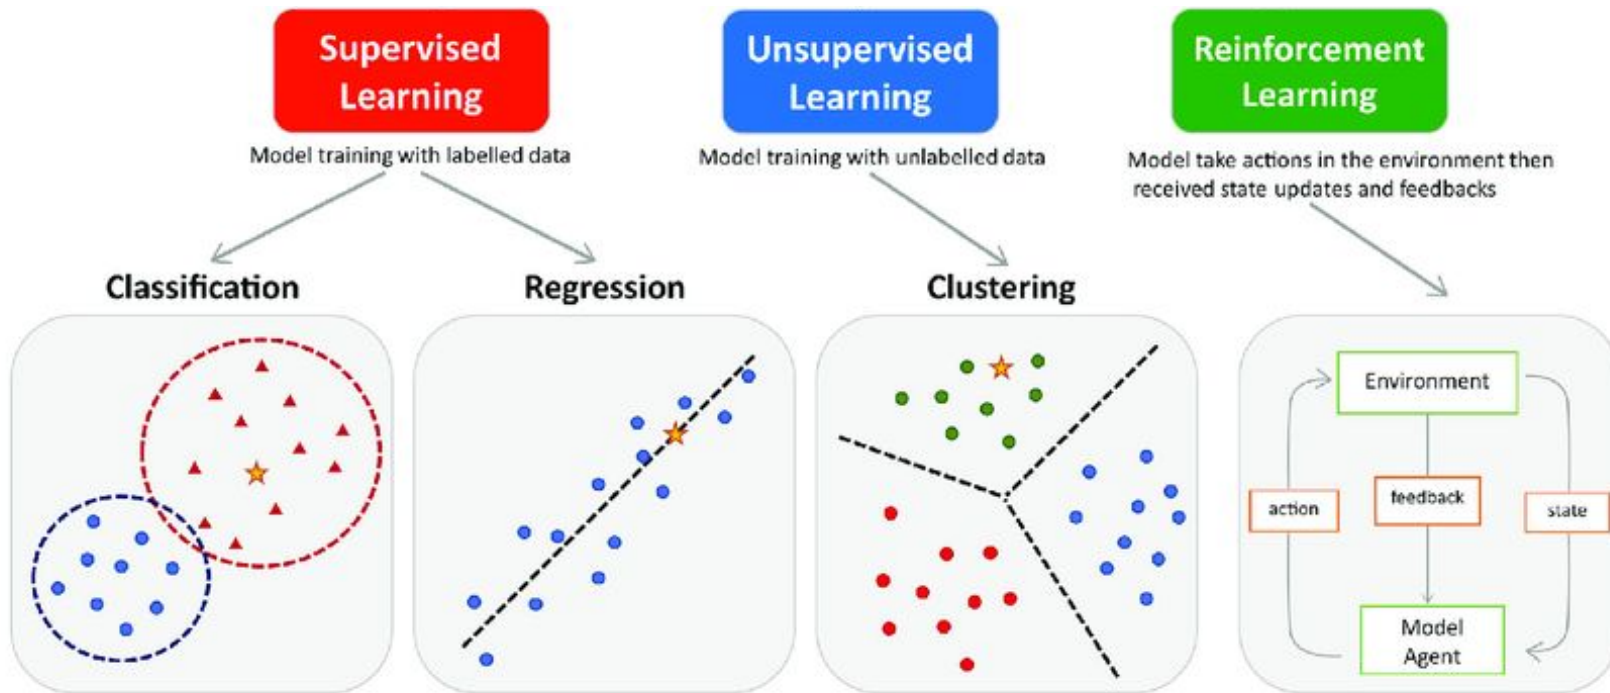 Supervised
Learning
Unsupervised
Learning
Reinforcement
Learning
Model training with labelled data
Model training with unlabelled data
Model take actions in the environment then
received state updates and feedbacks
Classification
Regression
Clustering
Environment
action
feedback
state
Model
Agent